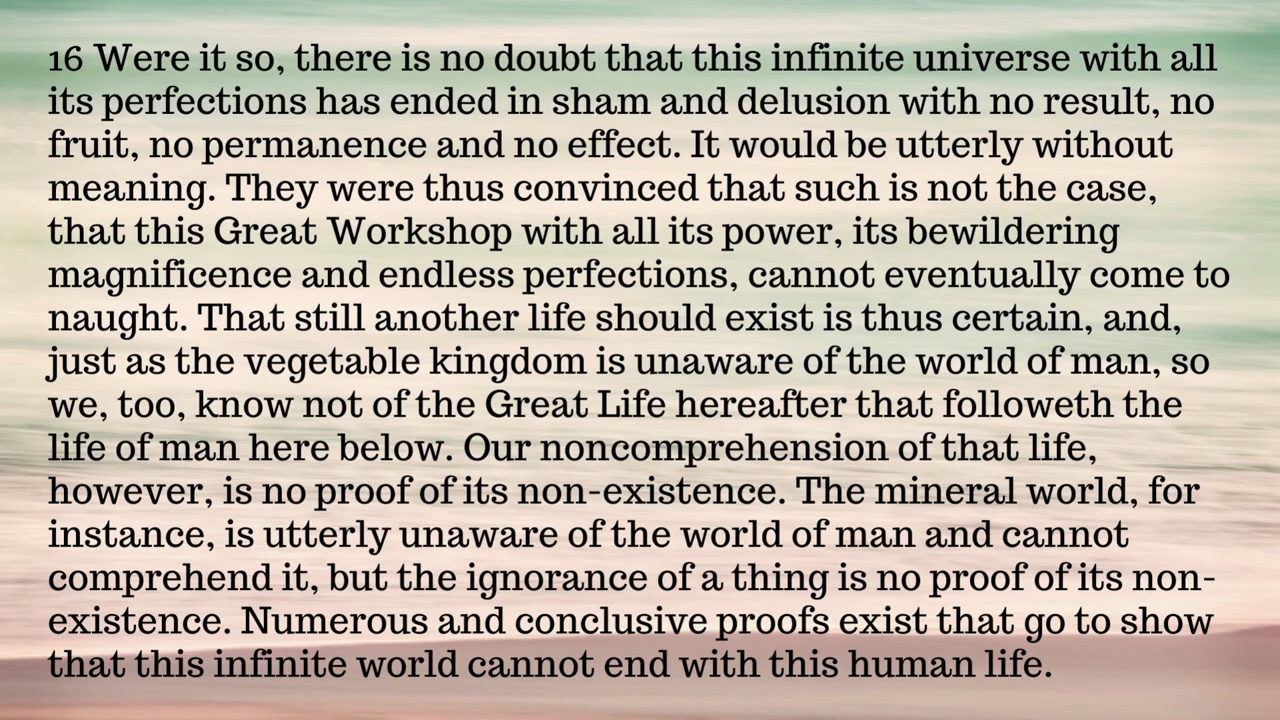 16 Were it so, there is no doubt that this infinite universe with all
its perfections has ended in sham and delusion with no result, no
fruit, no permanence and no effect. It would be utterly without
meaning. They were thus convinced that such is not the case,
that this Great Workshop with all its power, its bewildering
magnificence and endless perfections, cannot eventually come to
naught. That still another life should exist is thus certain, and,
just as the vegetable kingdom is unaware of the world of man, so
we, too, know not of the Great Life hereafter that followeth the
life of man here below. Our noncomprehension of that life,
however, is no proof of its non-existence. The mineral world, for
instance, is utterly unaware of the world of man and cannot
comprehend it, but the ignorance of a thing is no proof of its non-
existence. Numerous and conclusive proofs exist that go to show
that this infinite world cannot end with this human life.